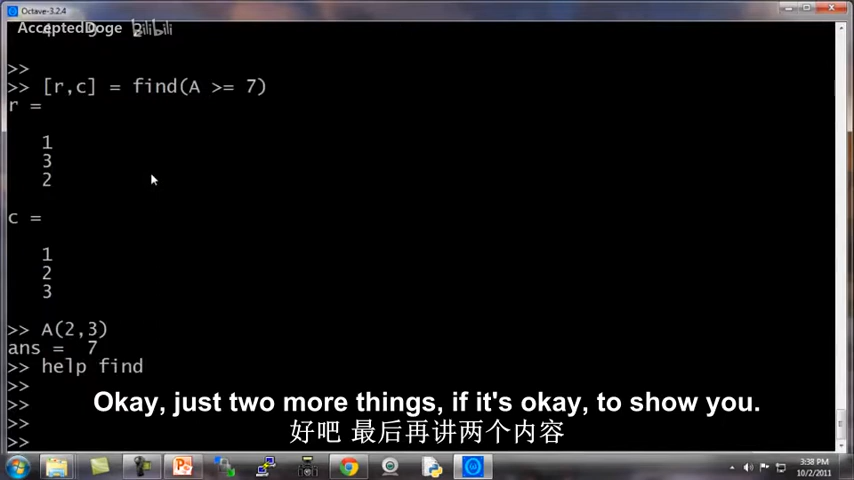 Octave-3.2.4
AcceptedDoge bilibili
>>
>> [r,c] = find(A >= 7)
r =
1
3
2
c =
1
2
3
>> A(2,3)
ans = 7
>> help find
>>
>>
>>
>>
Okay, just two more things, if it's okay, to show you.
好吧 最后再讲两个内容
3:38 PM
10/2/2011